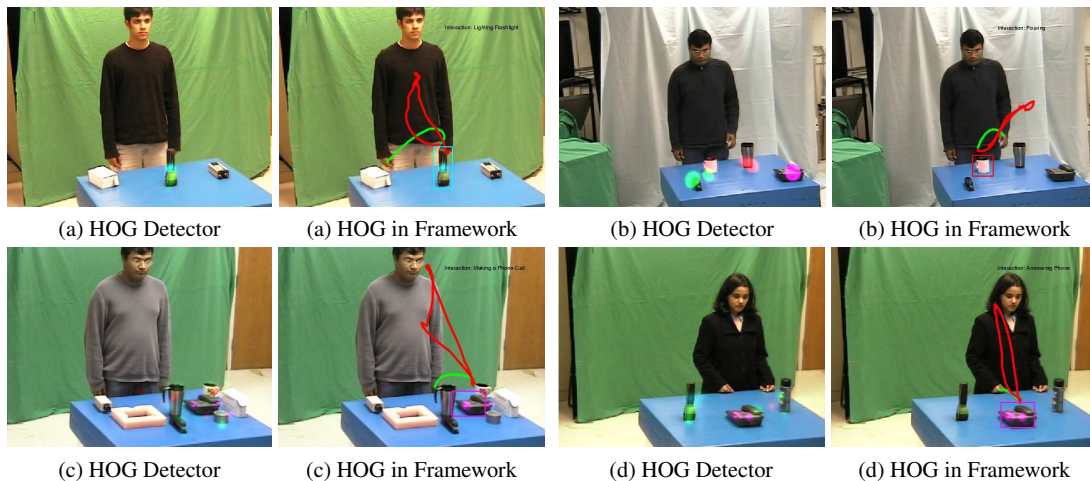 Interaction: Lighting Flashlight
Interaction: Pouring
(a) HOG Detector
(a) HOG in Framework
(b) HOG Detector
(b) HOG in Framework
Interaction: Making a Phone Call
Interaction: Answering Phone
(c) HOG Detector
(c) HOG in Framework
(d) HOG Detector
(d) HOG in Framework